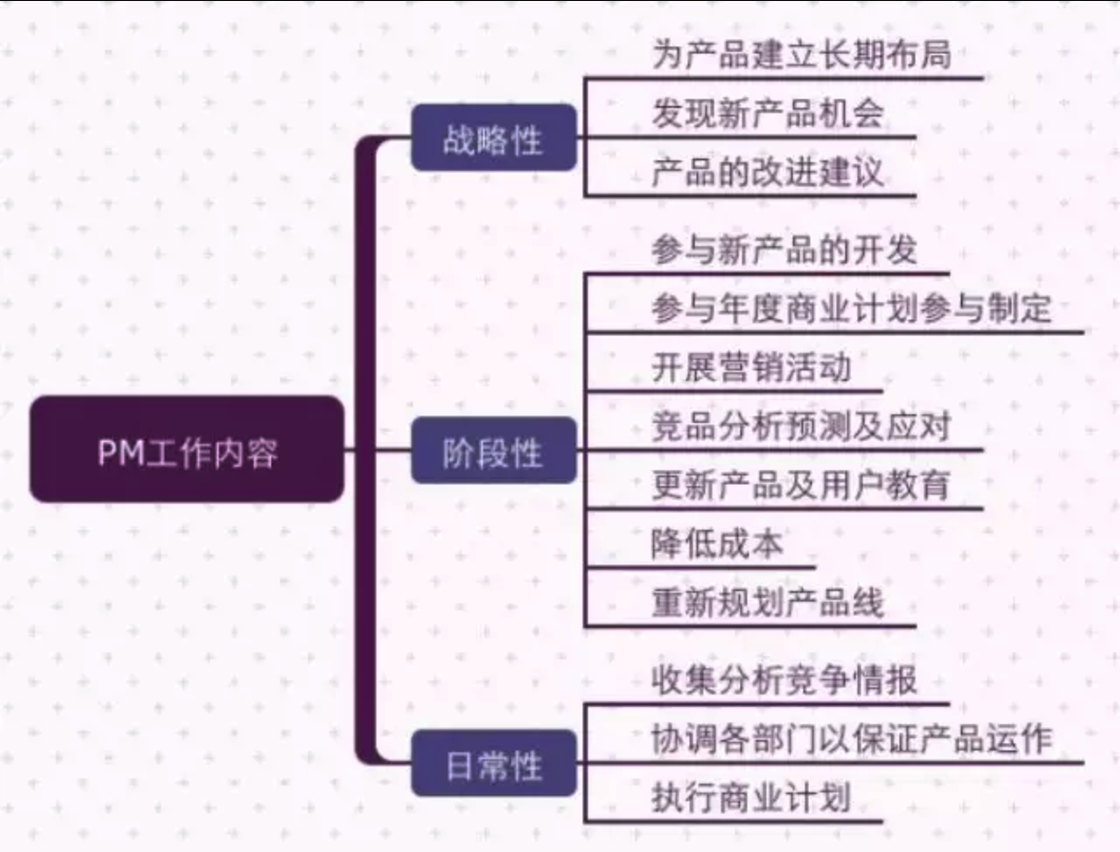 PM工作内容
战略性
为产品建立长期布局
发现新产品机会
产品的改进建议
阶段性
参与新产品的开发
参与年度商业计划参与制定
开展营销活动
竞品分析预测及应对
更新产品及用户教育
降低成本
重新规划产品线
日常性
收集分析竞争情报
协调各部门以保证产品运作
执行商业计划